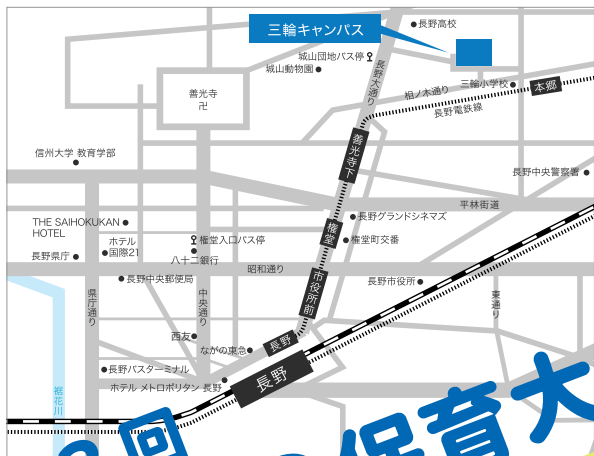 三輪キャンパス
長野高校
城山団地バス停
城山動物園
長野大通り
三輪小学校
相ノ木通り
本郷
長野電鉄線
善光寺
卍
善光寺下
信州大学 教育学部
長野中央警察署
平林街道
THE SAIHOKUKAN
HOTEL
長野グランドシネマズ
権堂
ホテル
国際21
権堂入口バス停
権堂町交番
八十二銀行
長野県庁
昭和通り
長野中央郵便局
市役所前
長野市役所
県庁通り
中央通り
東通り
西友
ながの東急
長野
長野バスターミナル
長野
ホテル メトロポリタン 長野
裾花川
回
保育大